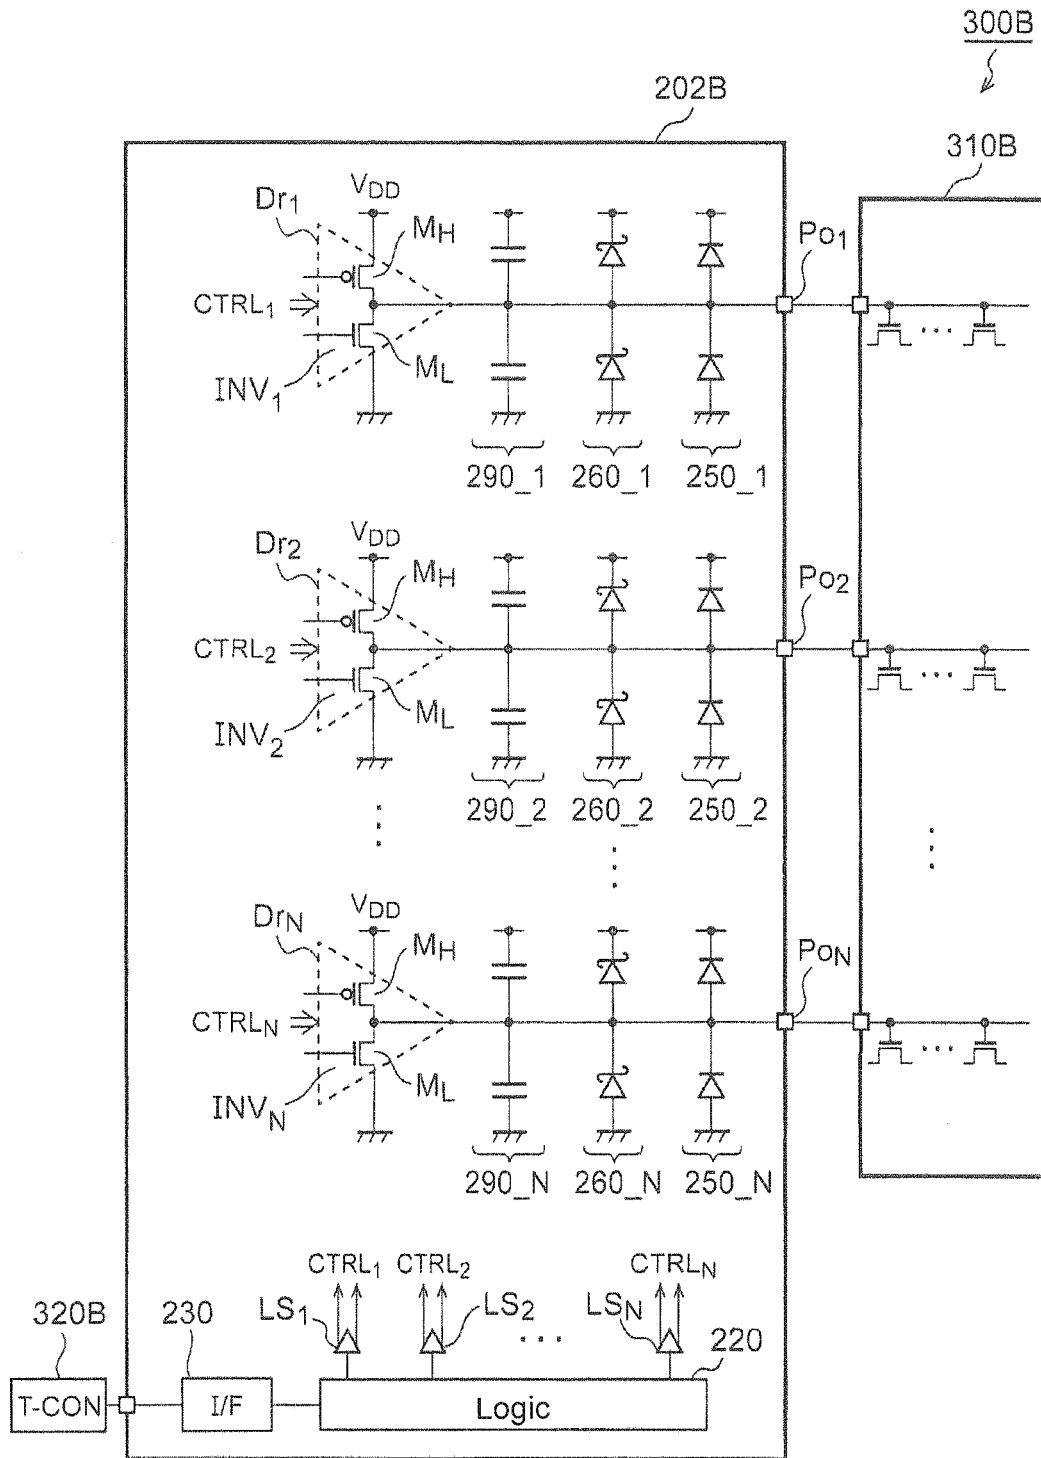 300B
202B
310B
VDD
Dr1
MH
Po1
CTRL1
INV1
ML
290_1
260_1
250_1
VDD
Dr2
MH
Po2
CTRL2
INV2
ML
290_2
260_2
250_2
VDD
DrN
MH
PoN
CTRLN
INVN
ML
290_N
260_N
250_N
CTRL1
CTRL2
CTRLN
320B
230
LS1
LS2
LSN
220
T-CON
I/F
Logic